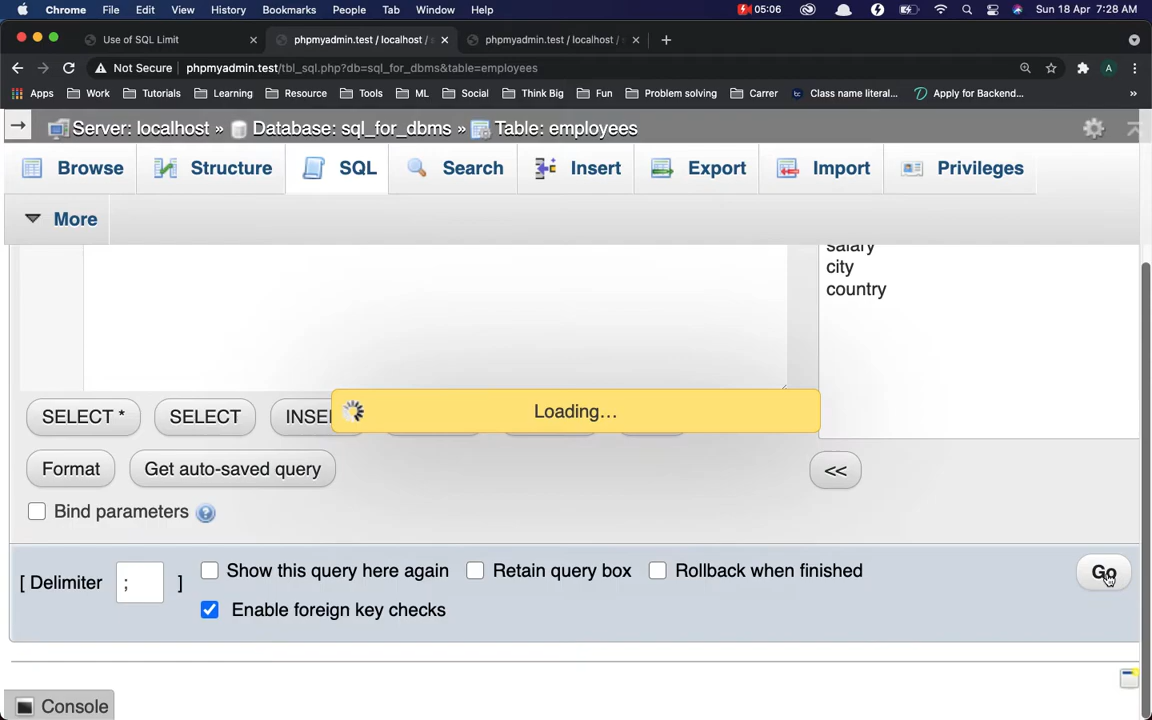 Chrome File Edit View History Bookmarks People Tab Window Help 05:06 Sun 18 Apr 7:28 AM
Use of SQL Limit phpmyadmin.test / localhost / phpmyadmin.test / localhost /
Not Secure phpmyadmin.test/tbl_sql.php?db=sql_for_dbms&table=employees A
Apps Work Tutorials Learning Resource Tools ML Social Think Big Fun Problem solving Carrer Class name literal... Apply for Backend... »
Server: localhost » Database: sql_for_dbms » Table: employees
Browse Structure SQL Search Insert Export Import Privileges
More
salary
city
country
Loading...
SELECT * SELECT
Format Get auto-saved query <<
Bind parameters
[ Delimiter ; ] Show this query here again Retain query box Rollback when finished Go
Enable foreign key checks
Console